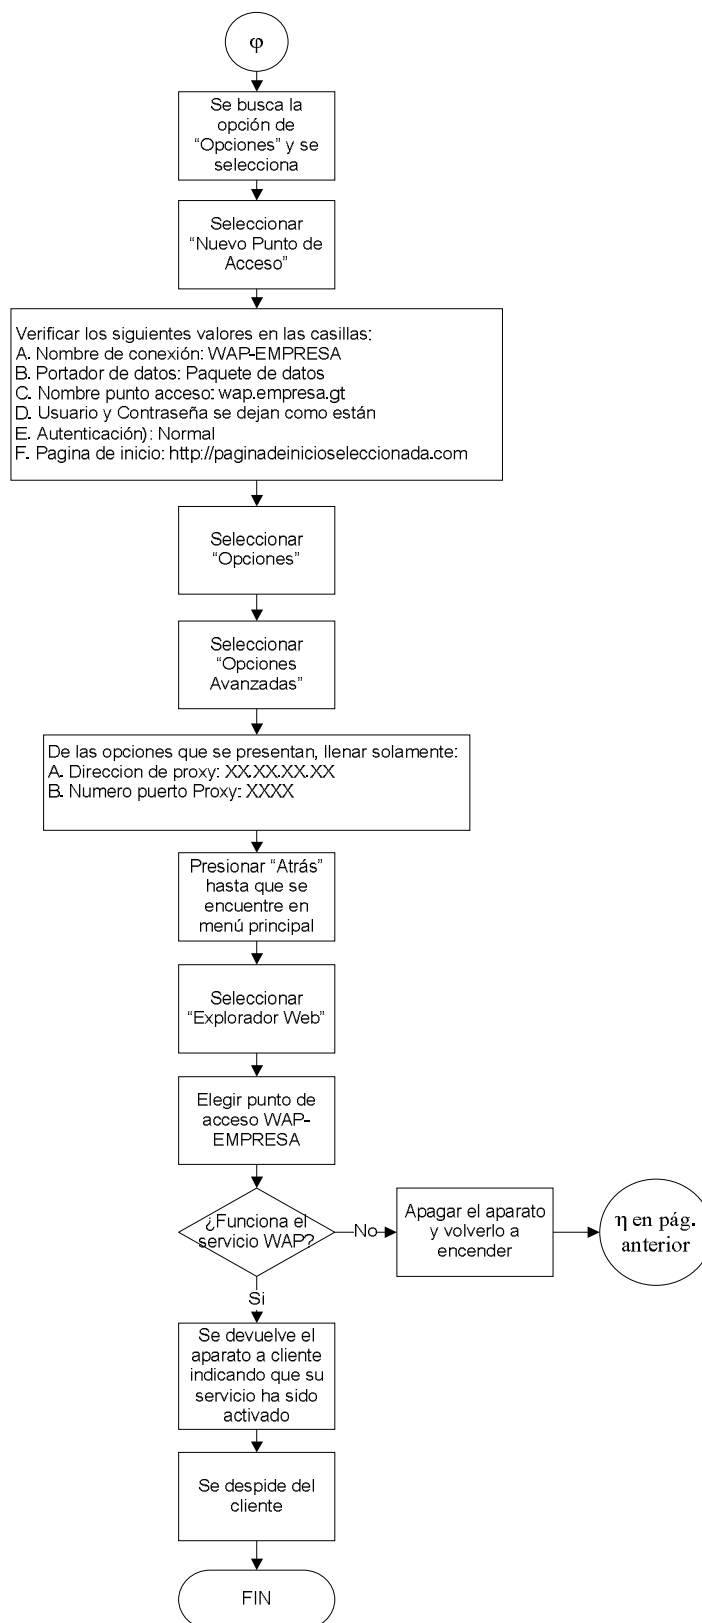 φ
Se busca la
opción de
“Opciones” y se
selecciona
Seleccionar
“Nuevo Punto de
Acceso”
Verificar los siguientes valores en las casillas:
A. Nombre de conexión: WAP-EMPRESA
B. Portador de datos: Paquete de datos
C. Nombre punto acceso: wap.empresa.gt
D. Usuario y Contraseña se dejan como están
E. Autenticación): Normal
F. Pagina de inicio: http://paginadeinicioseleccionada.com
Seleccionar
“Opciones”
Seleccionar
“Opciones
Avanzadas”
De las opciones que se presentan, llenar solamente:
A. Direccion de proxy: XX.XX.XX.XX
B. Numero puerto Proxy: XXXX
Presionar “Atrás”
hasta que se
encuentre en
menú principal
Seleccionar
“Explorador Web”
Elegir punto de
acceso WAP-
EMPRESA
¿Funciona el
servicio WAP?
No
Apagar el aparato
y volverlo a
encender
η en pág.
anterior
Si
Se devuelve el
aparato a cliente
indicando que su
servicio ha sido
activado
Se despide del
cliente
FIN